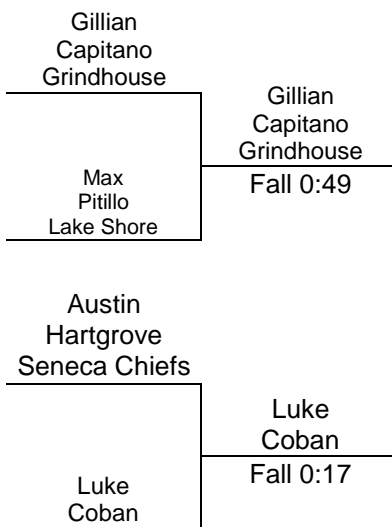 Gillian
Capitano
Grindhouse
Gillian
Capitano
Grindhouse
Fall 0:49
Max
Pitillo
Lake Shore
Austin
Hartgrove
Seneca Chiefs
Luke
Coban
Fall 0:17
Luke
Coban